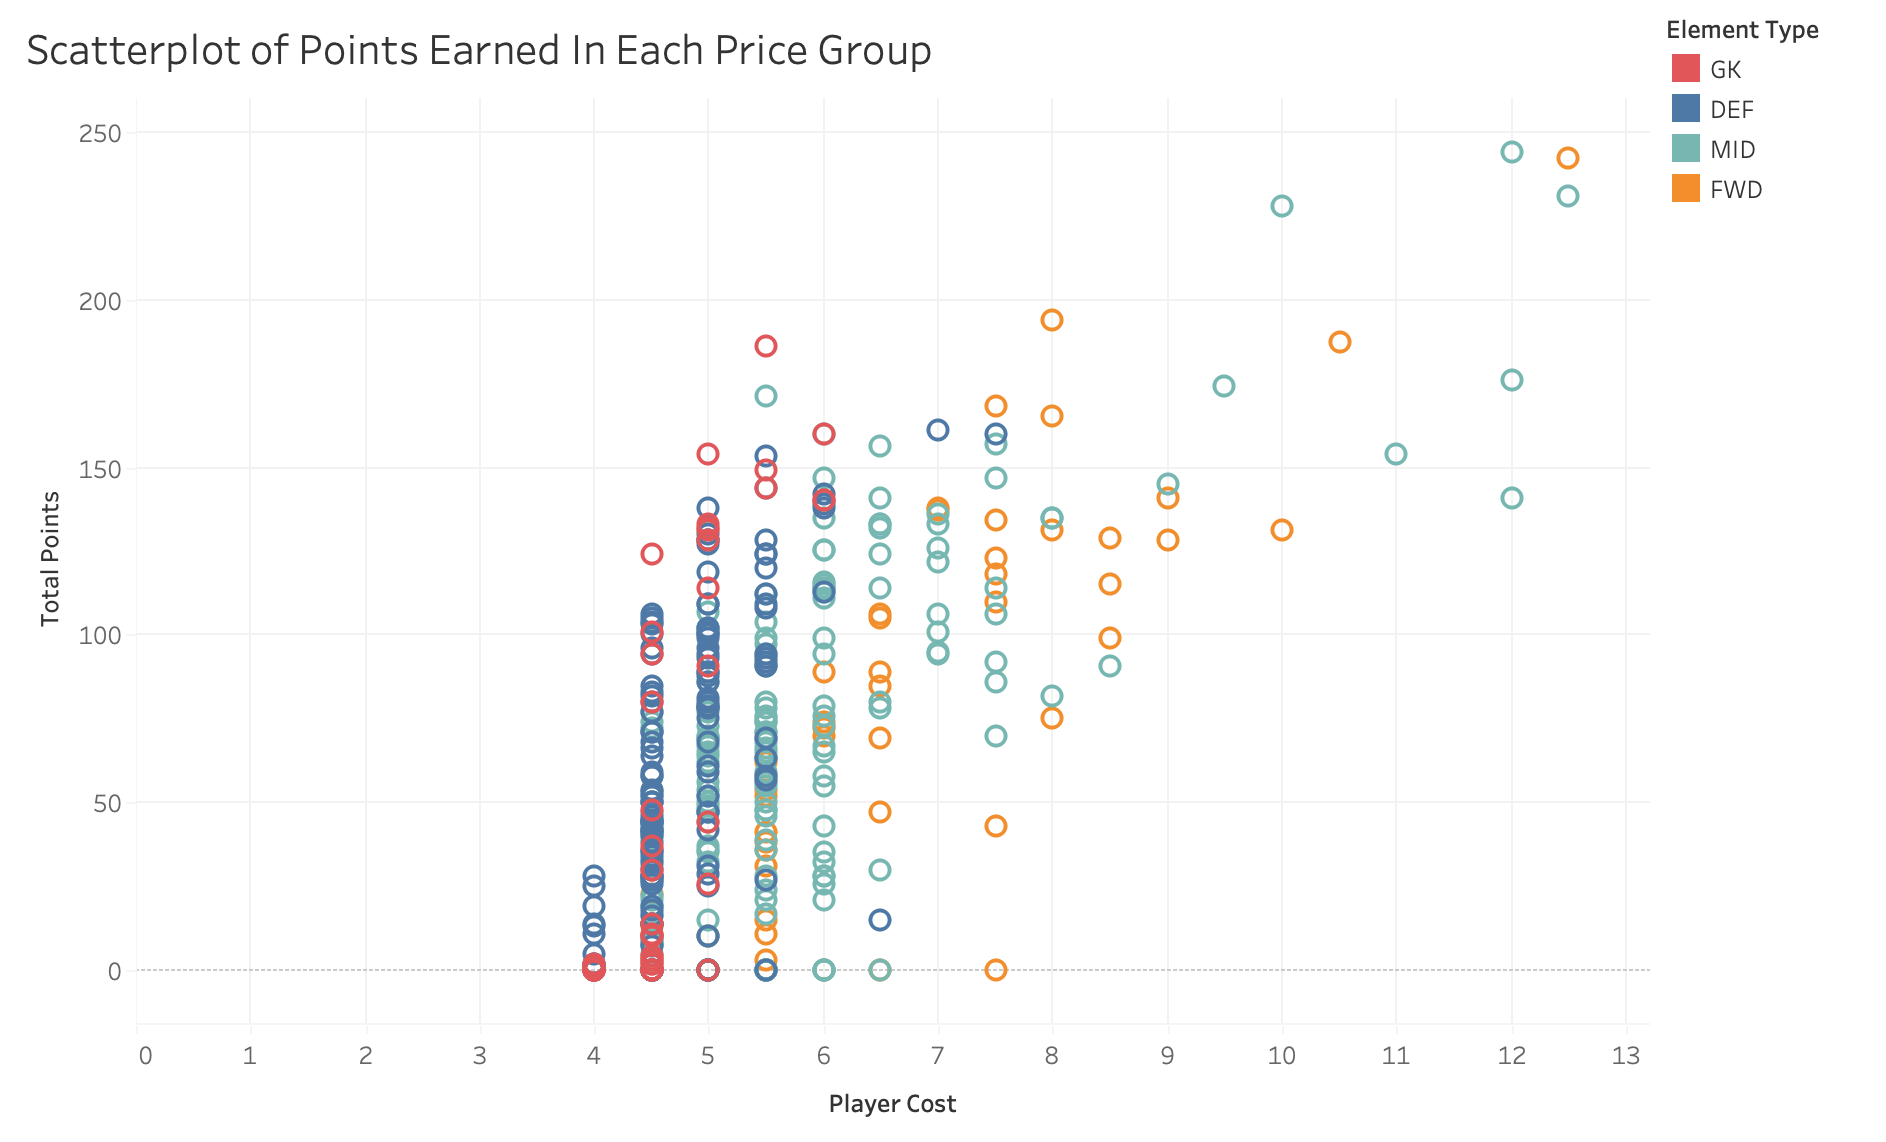 Scatterplot of Points Earned In Each Price Group
Element Type
GK
DEF
MID
FWD
250
200
150
100
50
0
Total Points
0 1 2 3 4 5 6 7 8 9 10 11 12 13
Player Cost